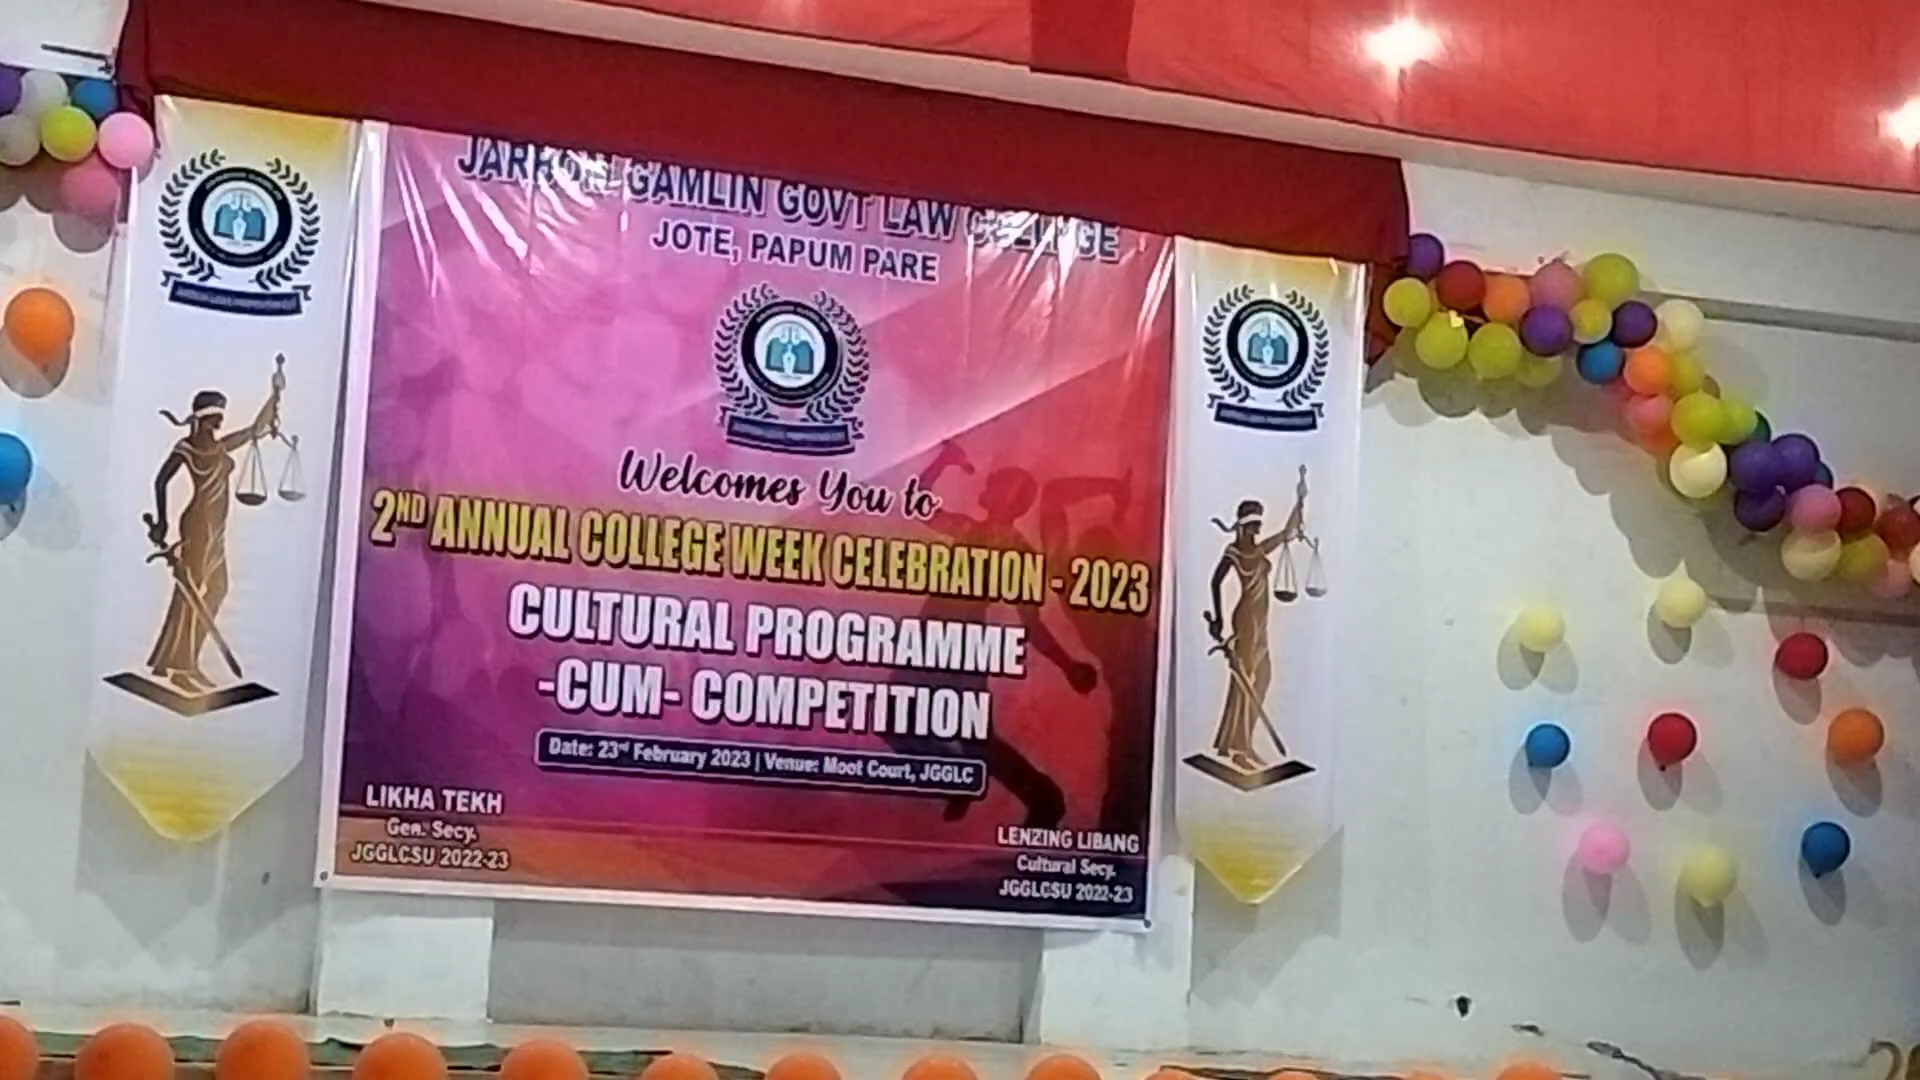 JARBOM GAMLIN GOVT LAW COLLEGE
JOTE, PAPUM PARE
Welcomes You to
2ND ANNUAL COLLEGE WEEK CELEBRATION - 2023
CULTURAL PROGRAMME
-CUM- COMPETITION
Date: 23rd February 2023 | Venue: Moot Court, JGGLC
LIKHA TEKH
Gen. Secy.
JGGLCSU 2022-23
LENZING LIBANG
Cultural Secy.
JGGLCSU 2022-23